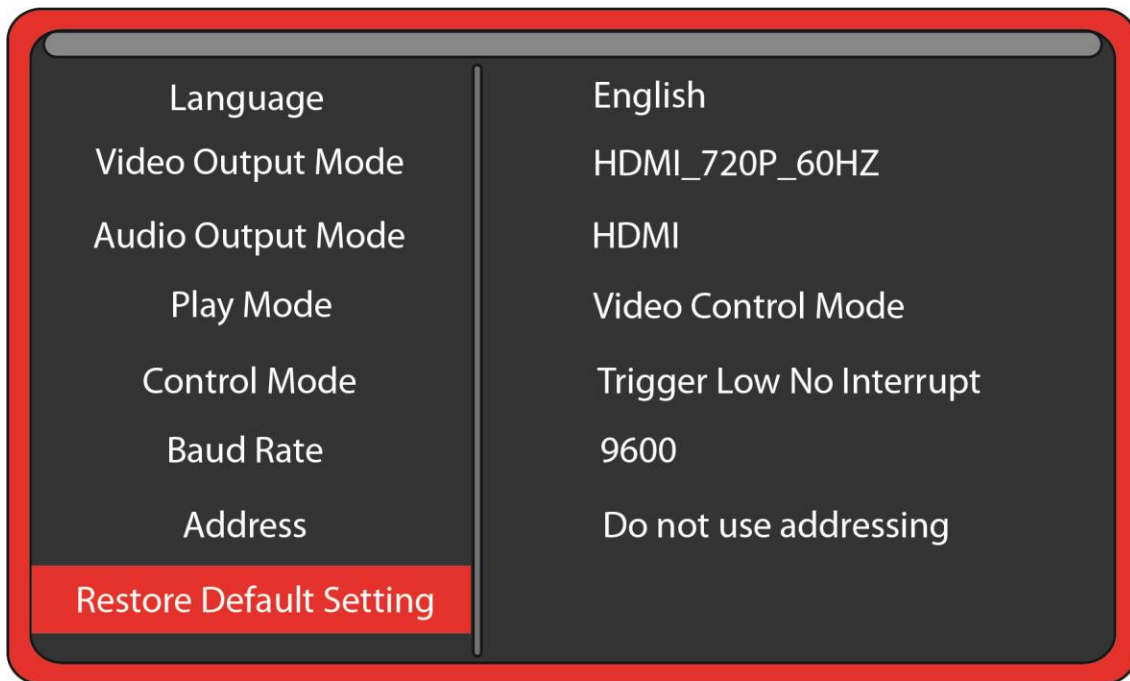 Language English
Video Output Mode HDMI_720P_60HZ
Audio Output Mode HDMI
Play Mode Video Control Mode
Control Mode Trigger Low No Interrupt
Baud Rate 9600
Address Do not use addressing
Restore Default Setting